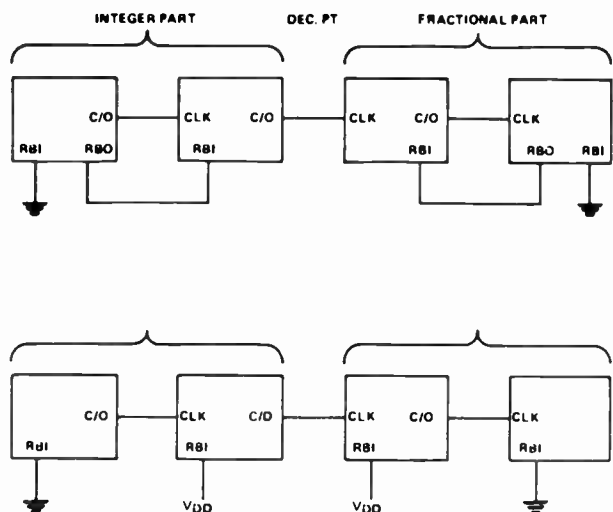 INTEGER PART DEC. PT FRACTIONAL PART
C/O CLK C/O CLK C/O CLK
RBI RBO RBI RBI RBO RBI
C/O CLK C/D CLK C/O CLK
RBI RBI RBI RBI
VDD VDD